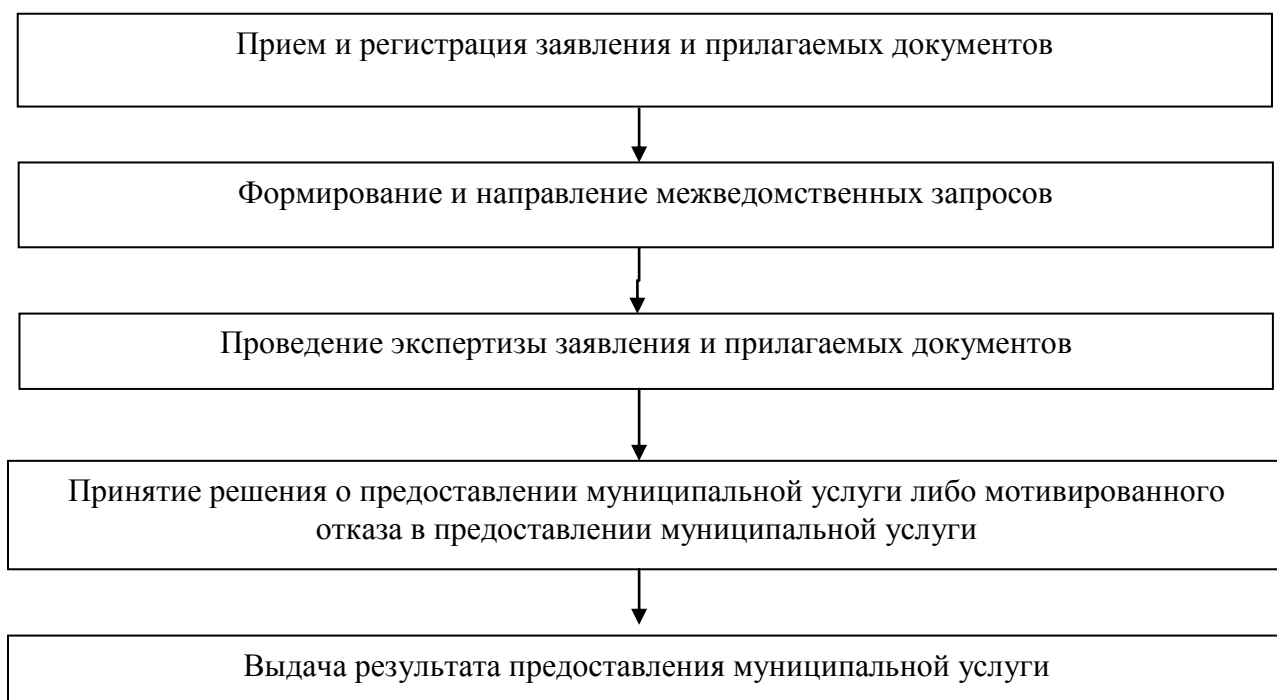 Прием и регистрация заявления и прилагаемых документов
Формирование и направление межведомственных запросов
Проведение экспертизы заявления и прилагаемых документов
Принятие решения о предоставлении муниципальной услуги либо мотивированного
отказа в предоставлении муниципальной услуги
Выдача результата предоставления муниципальной услуги